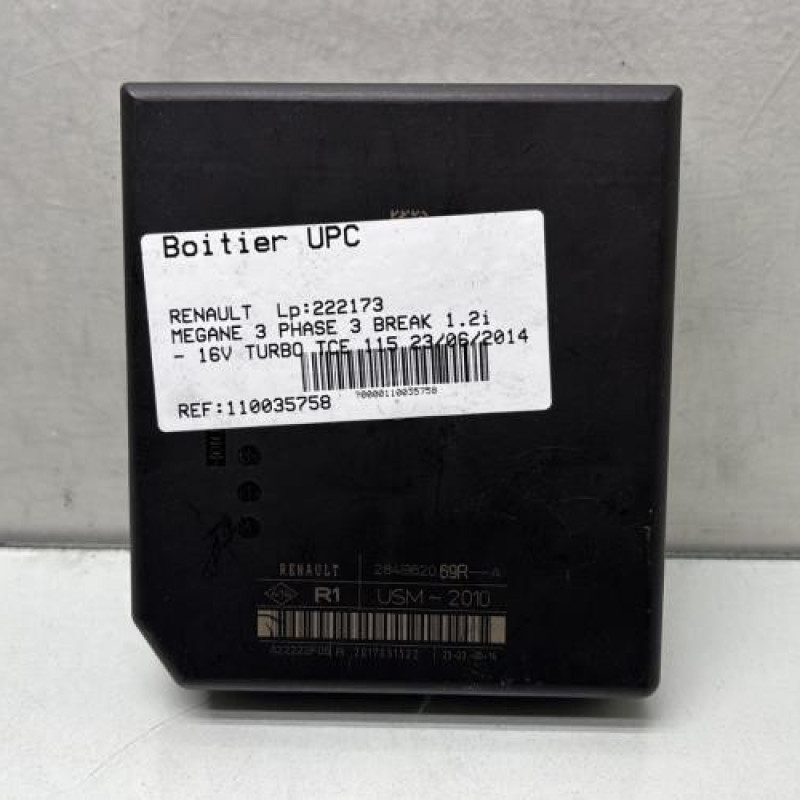 Boitier UPC
RENAULT Lp:222173
MEGANE 3 PHASE 3 BREAK 1.2i
- 16V TURBO TCE 115 23/06/2014
REF:110035758
RENAULT 284B62069R--A
R1 USM-2010